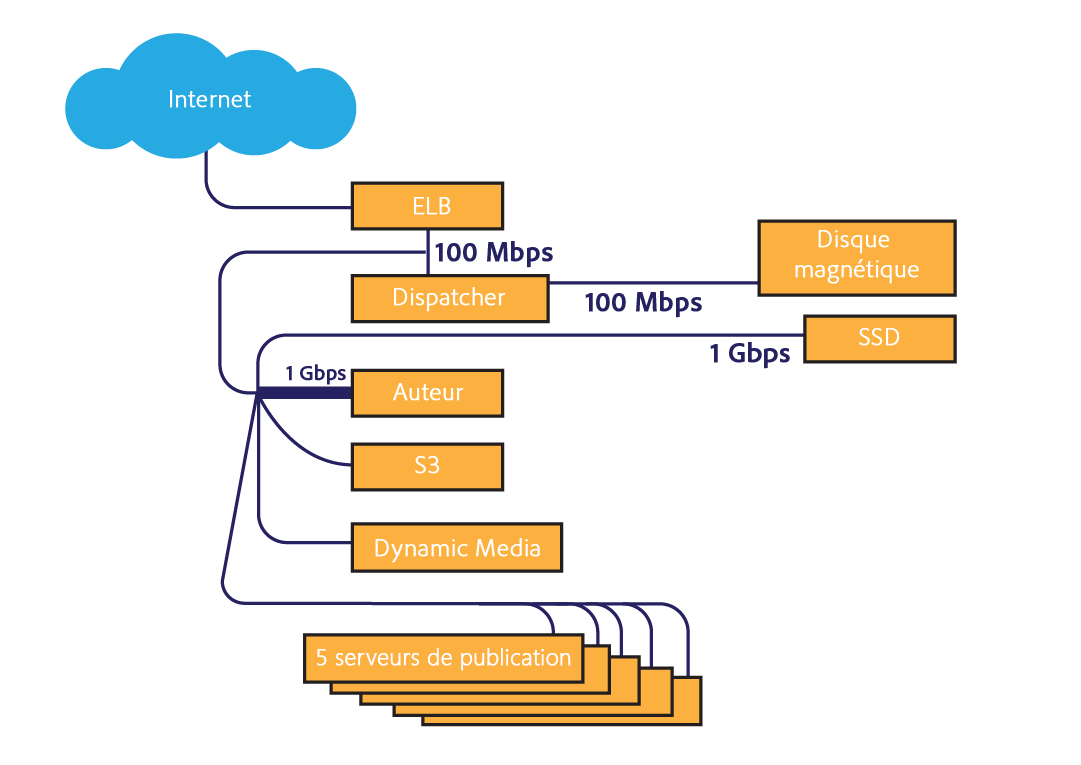 Internet
ELB
100 Mbps
Disque
magnétique
Dispatcher
100 Mbps
SSD
1 Gbps
1 Gbps
Auteur
S3
Dynamic Media
5 serveurs de publication